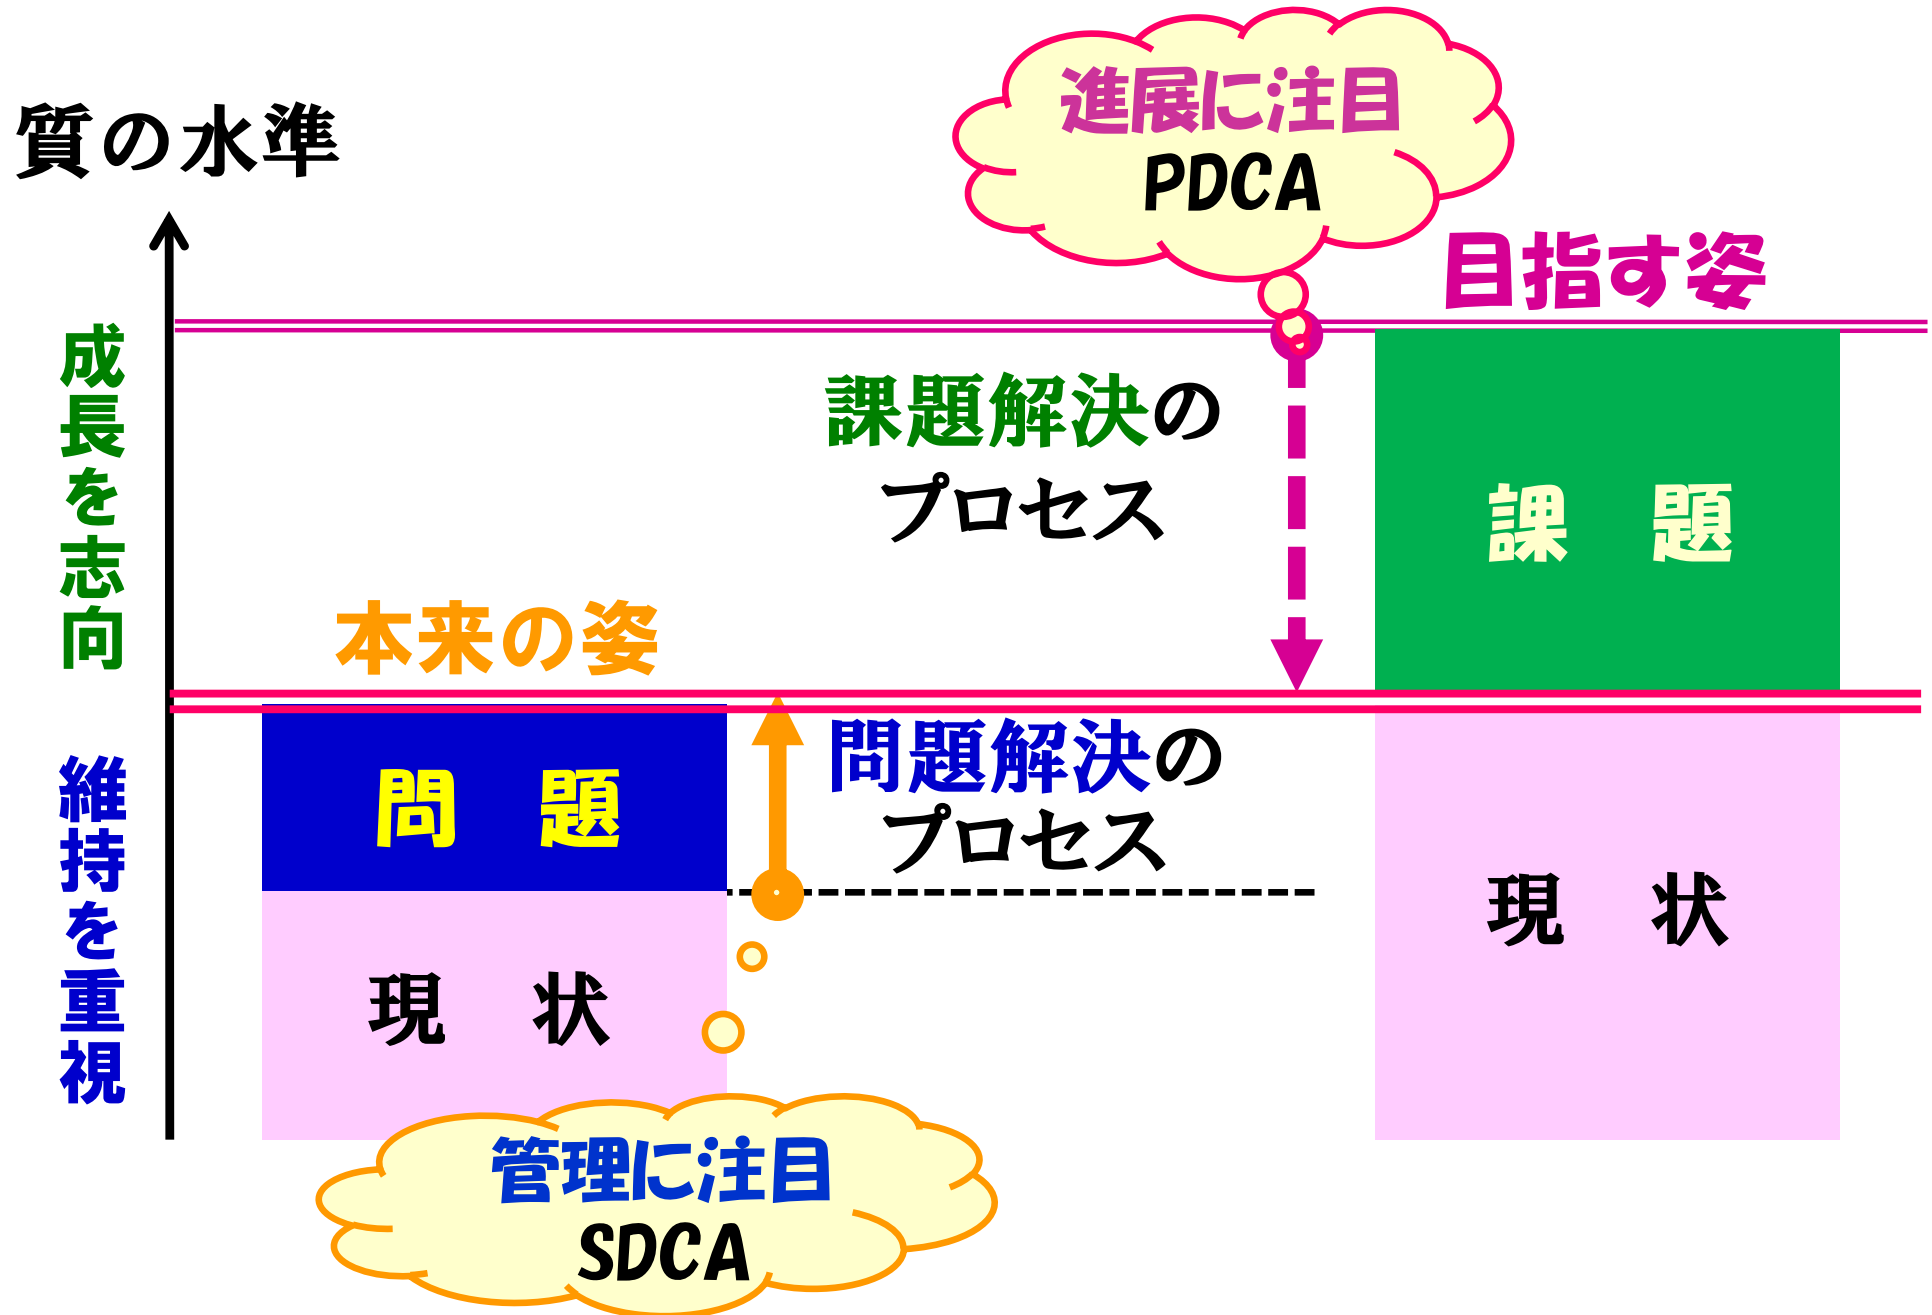 進展に注目
PDCA
質の水準
目指す姿
成長を志向
課題解決の
プロセス
課　題
本来の姿
問題解決の
プロセス
問　題
維持を重視
現　状
現　状
管理に注目
SDCA